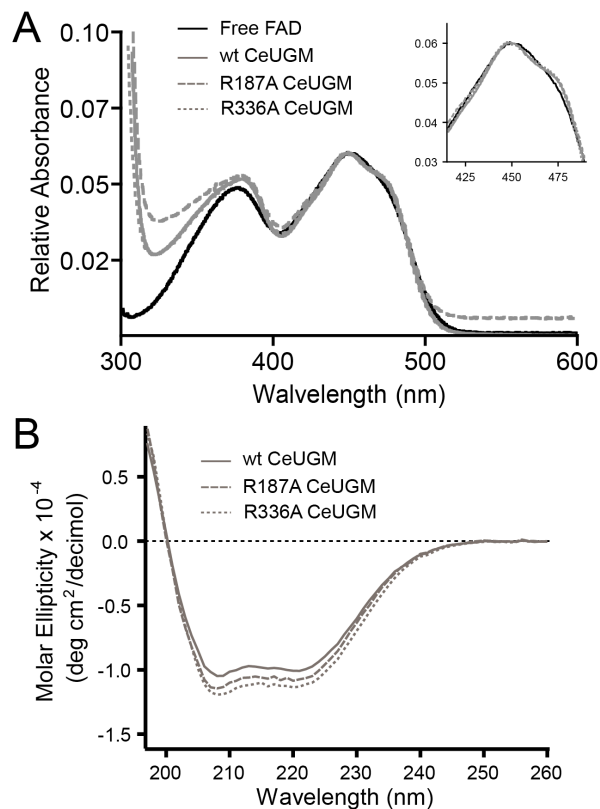 A
Free FAD
wt CeUGM
R187A CeUGM
R336A CeUGM
Relative Absorbance
0.10
0.07
0.05
0.02
300 400 500 600
Walvelength (nm)
0.06
0.05
0.04
0.03
425 450 475
B
wt CeUGM
R187A CeUGM
R336A CeUGM
Molar Ellipticity x 10⁻⁴
(deg cm²/decimol)
0.5
0.0
-0.5
-1.0
-1.5
200 210 220 230 240 250 260
Wavelength (nm)